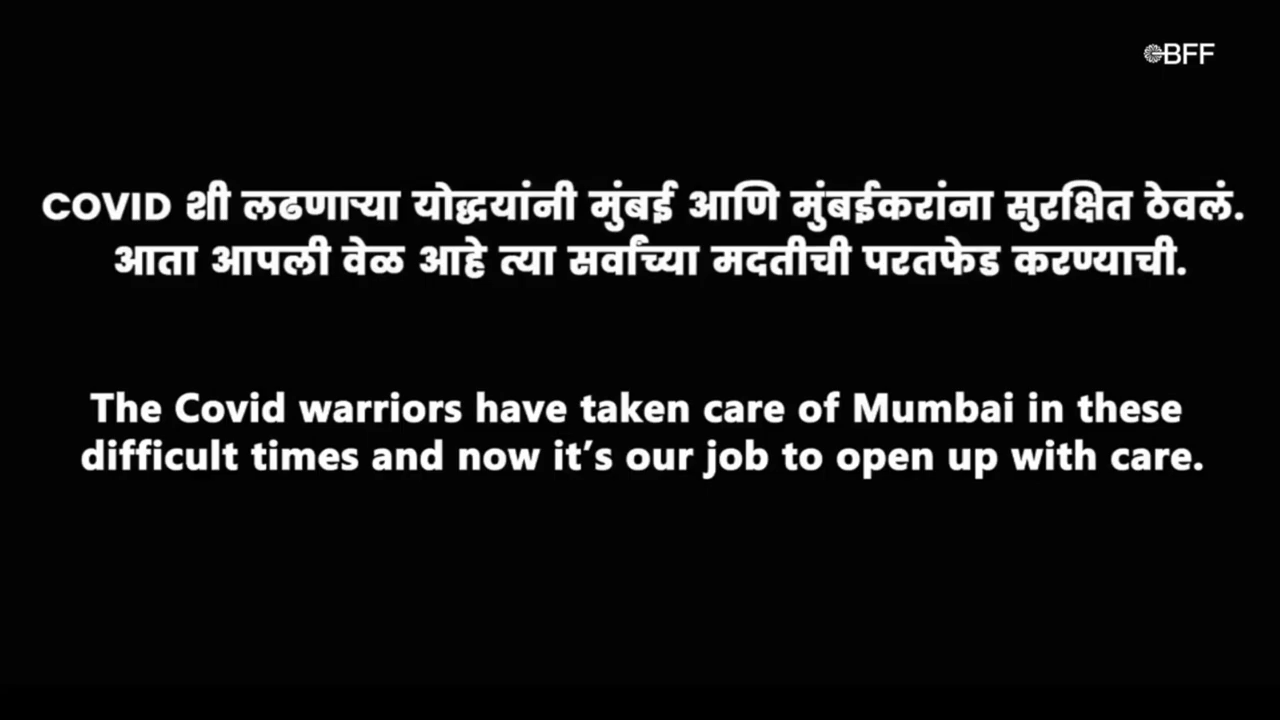 BFF
COVID शी लढणाऱ्या योद्धयांनी मुंबई आणि मुंबईकरांना सुरक्षित ठेवलं.
आता आपली वेळ आहे त्या सर्वांच्या मदतीची परतफेड करण्याची.
The Covid warriors have taken care of Mumbai in these
difficult times and now it’s our job to open up with care.